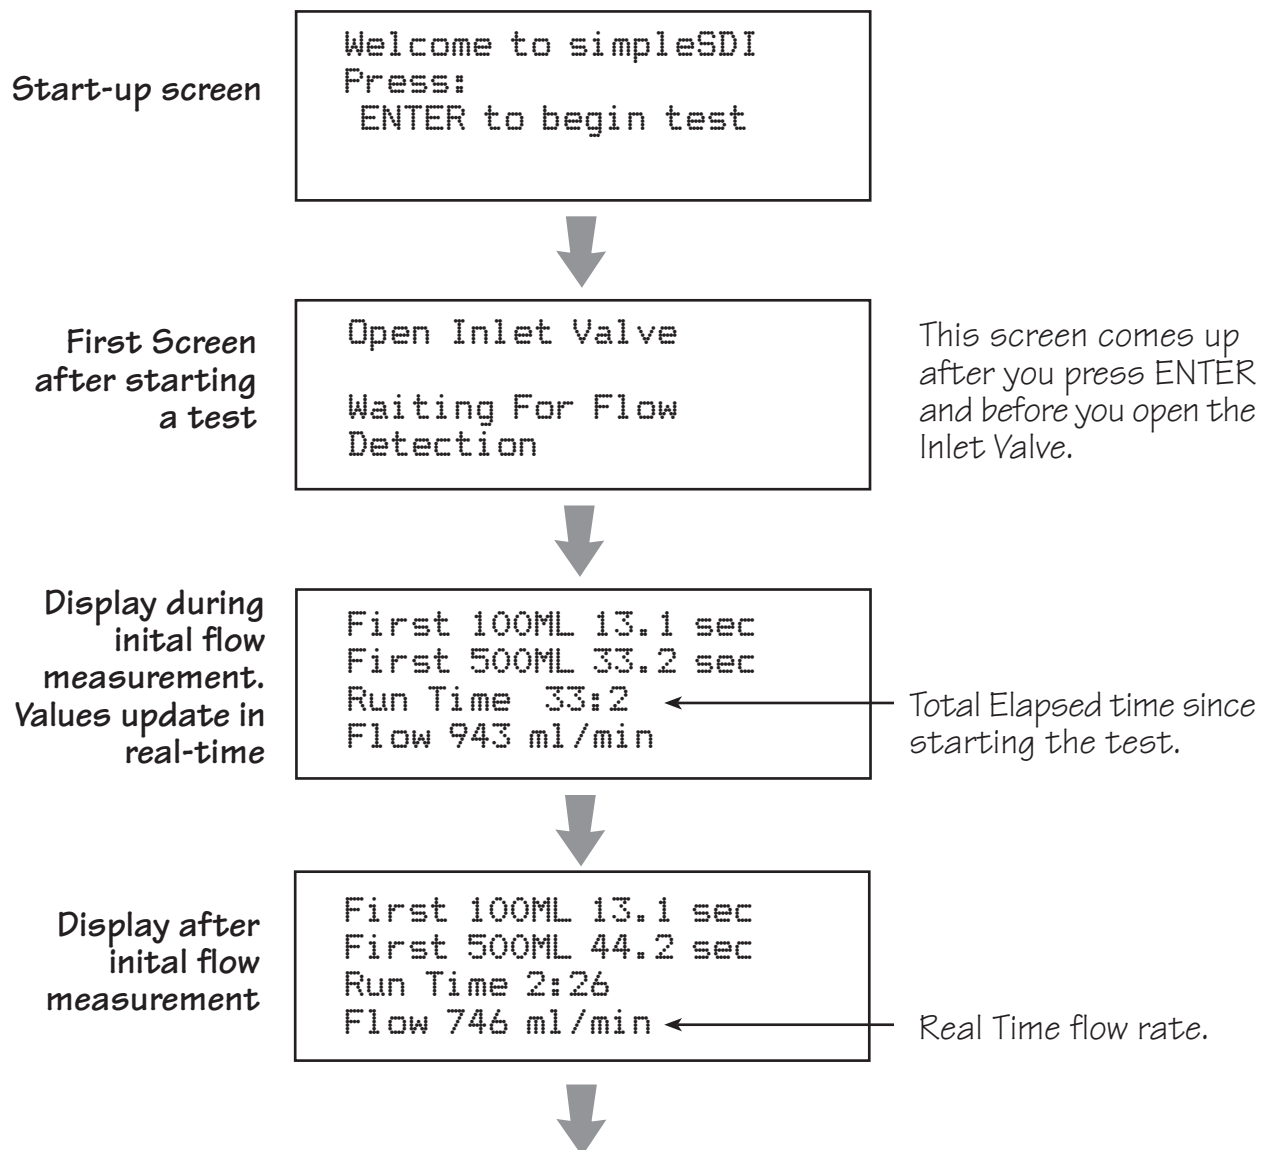 Start-up screen
Welcome to simpleSDI
Press:
ENTER to begin test
First Screen
after starting
a test
Open Inlet Valve
Waiting For Flow
Detection
This screen comes up
after you press ENTER
and before you open the
Inlet Valve.
Display during
inital flow
measurement.
Values update in
real-time
First 100ML 13.1 sec
First 500ML 33.2 sec
Run Time 33:2
Flow 943 ml/min
Total Elapsed time since
starting the test.
Display after
inital flow
measurement
First 100ML 13.1 sec
First 500ML 44.2 sec
Run Time 2:26
Flow 746 ml/min
Real Time flow rate.